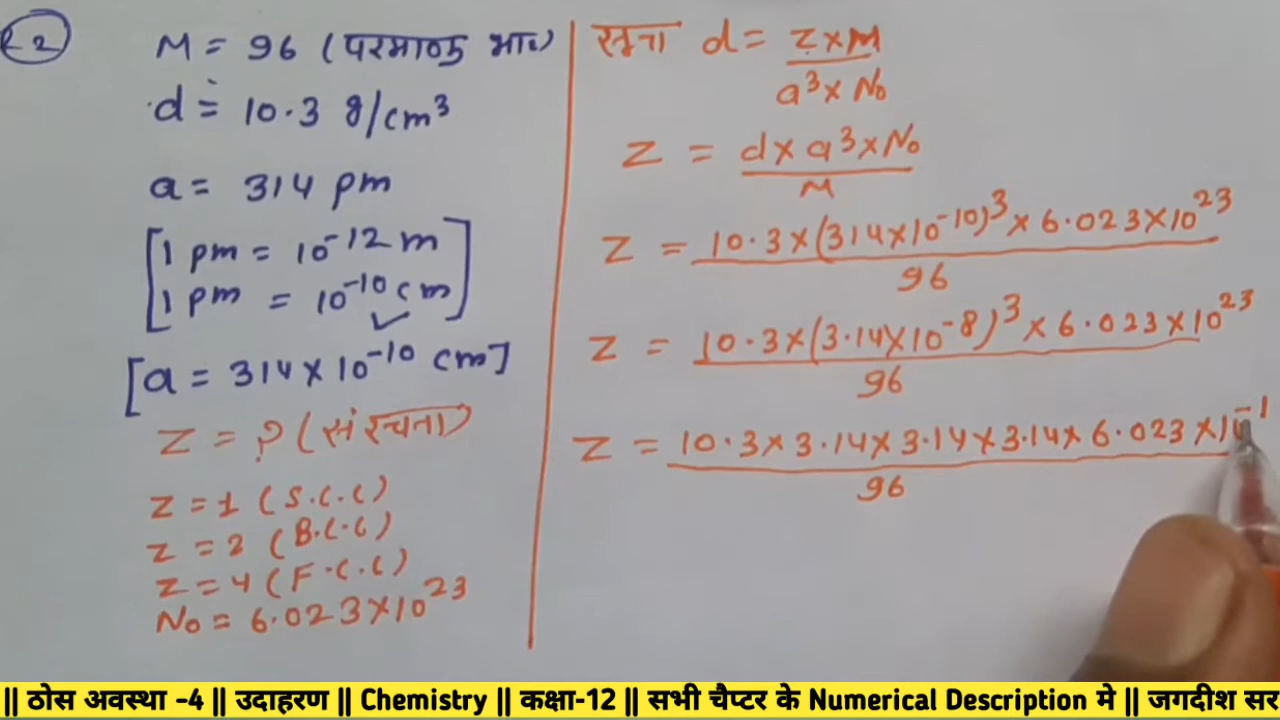 उ2
M = 96 (परमाणु भार)
d = 10.3 g/cm³
a = 314 pm
[1 pm = 10⁻¹² m
1 pm = 10⁻¹⁰ cm]
[a = 314 × 10⁻¹⁰ cm]
Z = ? (संरचना)
Z = 1 (S.C.C)
Z = 2 (B.C.C)
Z = 4 (F.C.C)
N₀ = 6.023 × 10²³
सूत्र d = Z × M / a³ × N₀
Z = d × a³ × N₀ / M
Z = 10.3 × (314 × 10⁻¹⁰)³ × 6.023 × 10²³ / 96
Z = 10.3 × (3.14 × 10⁻⁸)³ × 6.023 × 10²³ / 96
Z = 10.3 × 3.14 × 3.14 × 3.14 × 6.023 × 10⁻¹ / 96
|| ठोस अवस्था -4 || उदाहरण || Chemistry || कक्षा-12 || सभी चैप्टर के Numerical Description मे || जगदीश सर